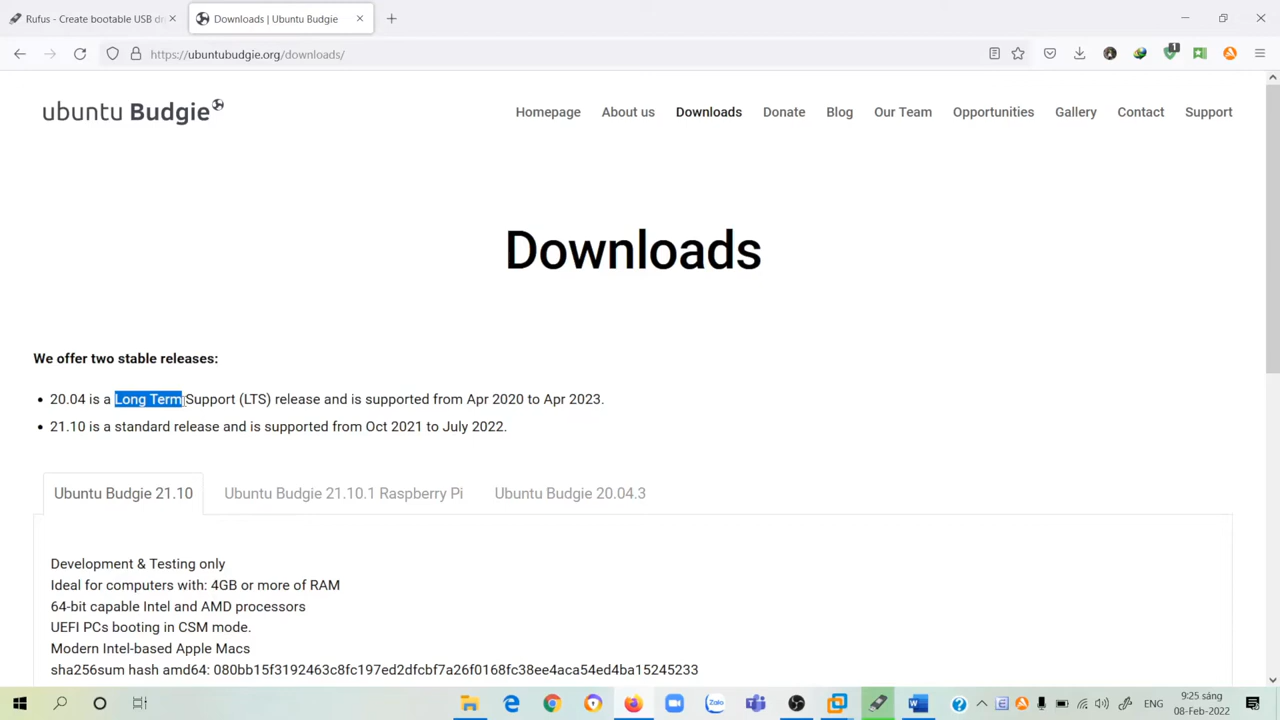 Rufus - Create bootable USB dr
Downloads | Ubuntu Budgie
https://ubuntubudgie.org/downloads/
1
ubuntu Budgie
Homepage About us Downloads Donate Blog Our Team Opportunities Gallery Contact Support
Downloads
We offer two stable releases:
• 20.04 is a Long Term Support (LTS) release and is supported from Apr 2020 to Apr 2023.
• 21.10 is a standard release and is supported from Oct 2021 to July 2022.
Ubuntu Budgie 21.10 Ubuntu Budgie 21.10.1 Raspberry Pi Ubuntu Budgie 20.04.3
Development & Testing only
Ideal for computers with: 4GB or more of RAM
64-bit capable Intel and AMD processors
UEFI PCs booting in CSM mode.
Modern Intel-based Apple Macs
sha256sum hash amd64: 080bb15f3192463c8fc197ed2dfcbf7a26f0168fc38ee4aca54ed4ba15245233
Zalo
ENG
9:25 sáng
08-Feb-2022